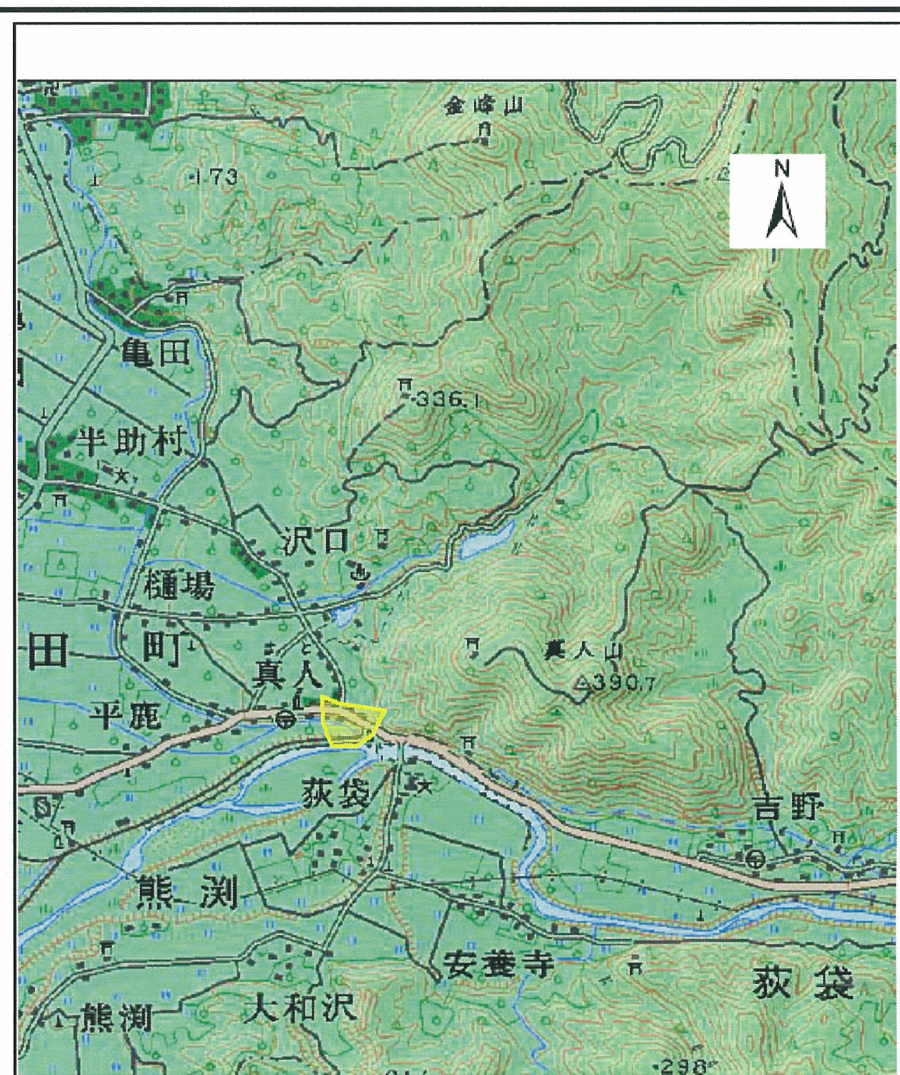 金峰山
173
N
亀田
336.1
半助村
沢口
樋場
田町
まと
真人
真人山
390.7
平鹿
荻袋
吉野
熊渕
安養寺
荻袋
大和沢
熊渕
298